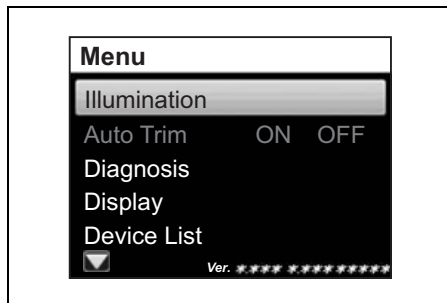 Menu
Illumination
Auto Trim ON OFF
Diagnosis
Display
Device List
Ver. *.*** *.*********